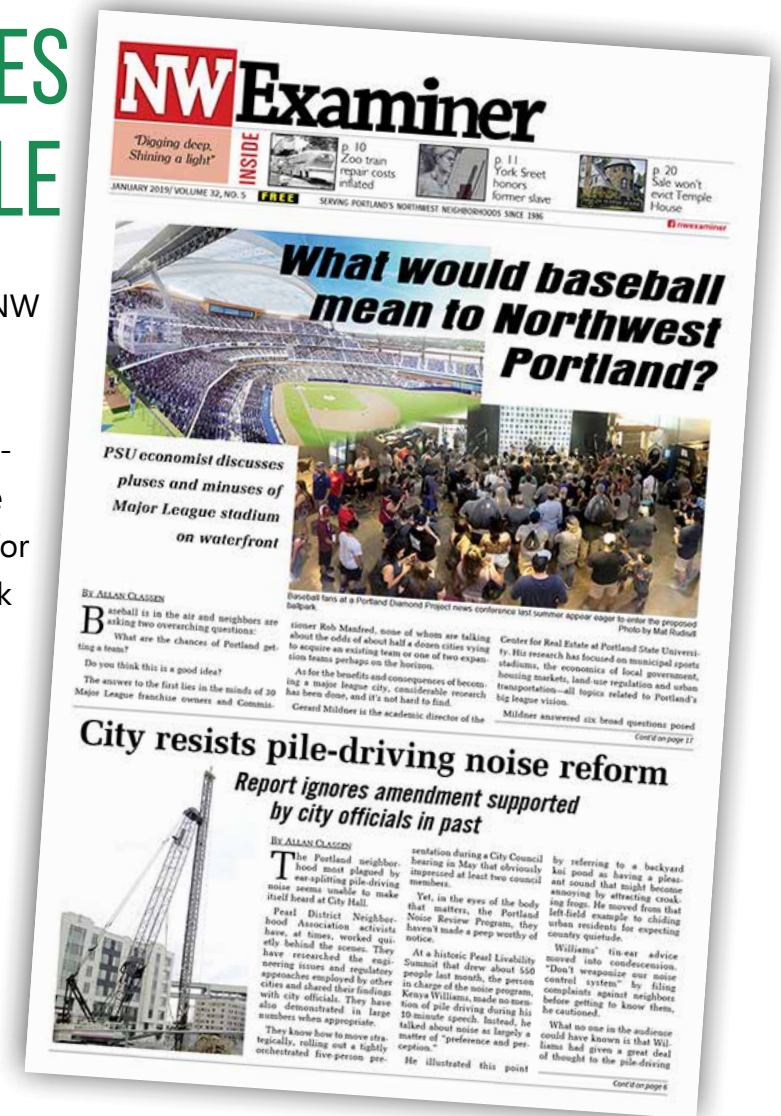 ES
LE
NW
-
e
or
k
NWExaminer
"Digging deep,
Shining a light"
INSIDE
p. 10
Zoo train
repair costs
inflated
p. 11
York Sreet
honors
former slave
p. 20
Sale won't
evict Temple
House
JANUARY 2019/ VOLUME 32, NO. 5
FREE
SERVING PORTLAND'S NORTHWEST NEIGHBORHOODS SINCE 1986
nwexaminer
What would baseball
mean to Northwest
Portland?
PSU economist discusses
pluses and minuses of
Major League stadium
on waterfront
Baseball fans at a Portland Diamond Project news conference last summer appear eager to enter the proposed
ballpark.
Photo by Mat Rudisill
BY ALLAN CLASSEN
Baseball is in the air and neighbors are
asking two overarching questions:
What are the chances of Portland get-
ting a team?
Do you think this is a good idea?
The answer to the first lies in the minds of 30
Major League franchise owners and Commis-
sioner Rob Manfred, none of whom are talking
about the odds of about half a dozen cities vying
to acquire an existing team or one of two expan-
sion teams perhaps on the horizon.
As for the benefits and consequences of becom-
ing a major league city, considerable research
has been done, and it's not hard to find.
Gerard Mildner is the academic director of the
Center for Real Estate at Portland State Universi-
ty. His research has focused on municipal sports
stadiums, the economics of local government,
housing markets, land-use regulation and urban
transportation—all topics related to Portland's
big league vision.
Mildner answered six broad questions posed
Cont'd on page 17
City resists pile-driving noise reform
Report ignores amendment supported
by city officials in past
BY ALLAN CLASSEN
The Portland neighbor-
hood most plagued by
ear-splitting pile-driving
noise seems unable to make
itself heard at City Hall.
Pearl District Neighbor-
hood Association activists
have, at times, worked qui-
etly behind the scenes. They
have researched the engi-
neering issues and regulatory
approaches employed by other
cities and shared their findings
with city officials. They have
also demonstrated in large
numbers when appropriate.
They know how to move stra-
tegically, rolling out a tightly
orchestrated five-person pre-
sentation during a City Council
hearing in May that obviously
impressed at least two council
members.
Yet, in the eyes of the body
that matters, the Portland
Noise Review Program, they
haven't made a peep worthy of
notice.
At a historic Pearl Livability
Summit that drew about 550
people last month, the person
in charge of the noise program,
Kenya Williams, made no men-
tion of pile driving during his
10-minute speech. Instead, he
talked about noise as largely a
matter of "preference and per-
ception."
He illustrated this point
by referring to a backyard
koi pond as having a pleas-
ant sound that might become
annoying by attracting croak-
ing frogs. He moved from that
left-field example to chiding
urban residents for expecting
country quietude.
Williams' tin-ear advice
moved into condescension.
"Don't weaponize our noise
control system" by filing
complaints against neighbors
before getting to know them,
he cautioned.
What no one in the audience
could have known is that Wil-
liams had given a great deal
of thought to the pile-driving
Cont'd on page 6